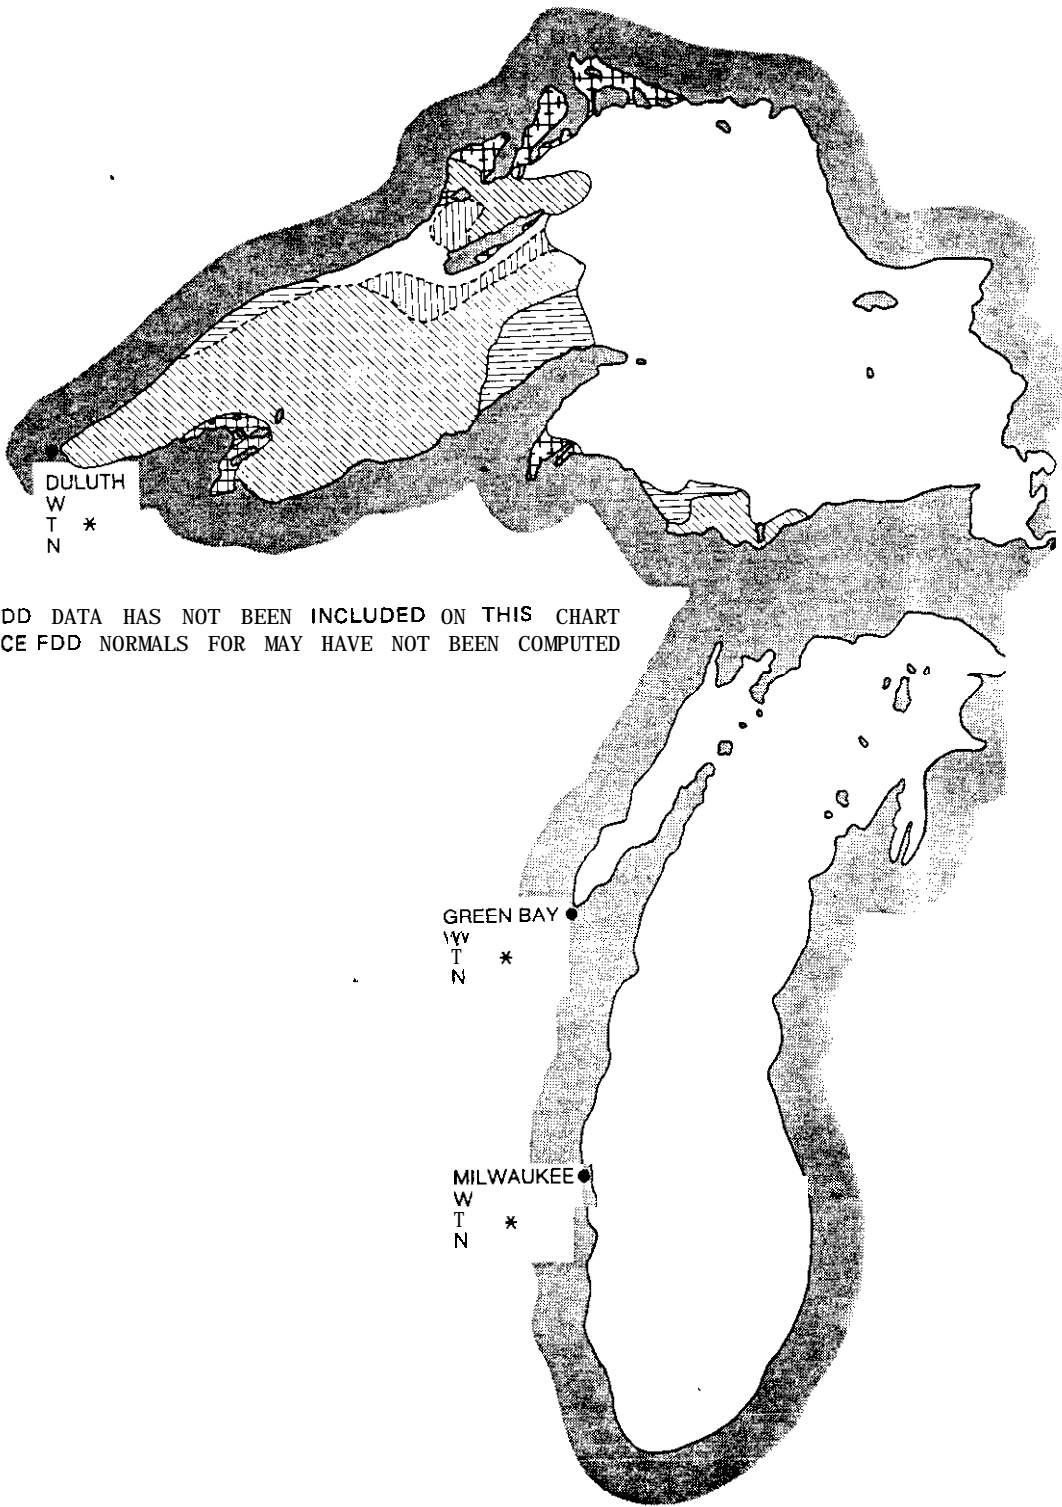 DULUTH
W
T *
N
DD DATA HAS NOT BEEN INCLUDED ON THIS CHART
CE FDD NORMALS FOR MAY HAVE NOT BEEN COMPUTED
GREEN BAY
W
T *
N
MILWAUKEE
W
T *
N